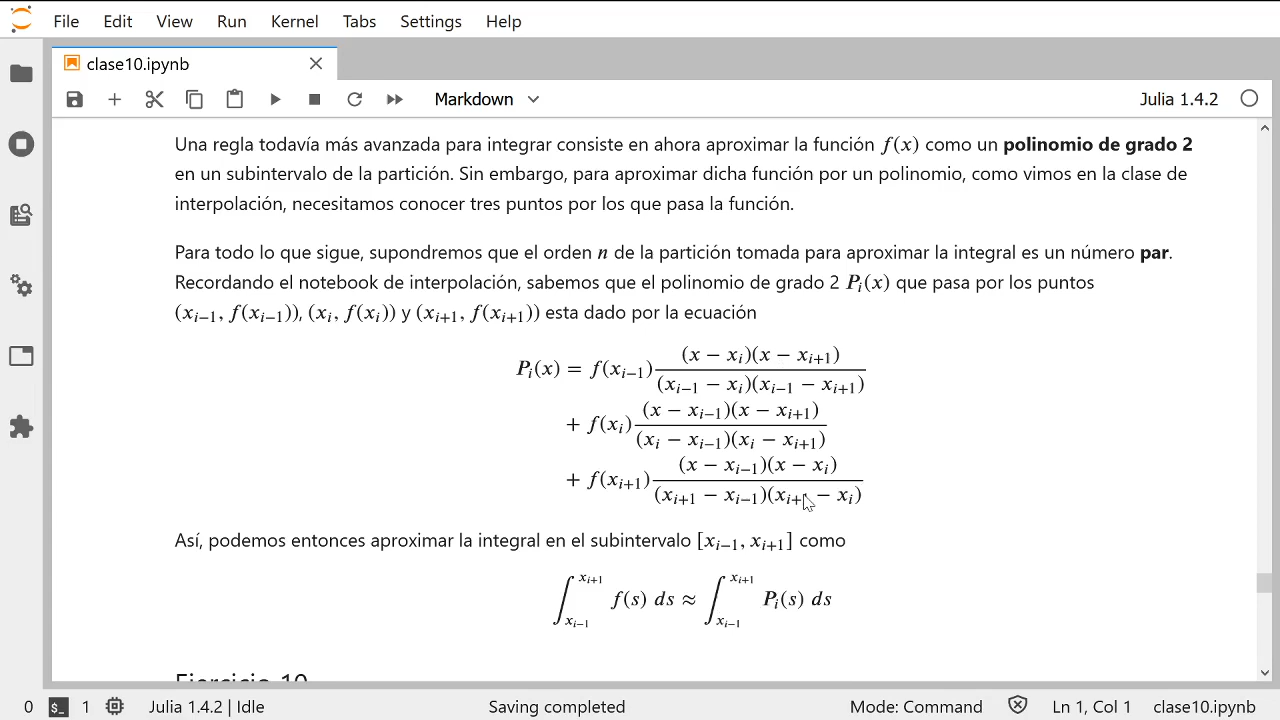 File Edit View Run Kernel Tabs Settings Help
clase10.ipynb
Markdown
Julia 1.4.2
Una regla todavía más avanzada para integrar consiste en ahora aproximar la función f(x) como un polinomio de grado 2
en un subintervalo de la partición. Sin embargo, para aproximar dicha función por un polinomio, como vimos en la clase de
interpolación, necesitamos conocer tres puntos por los que pasa la función.
Para todo lo que sigue, supondremos que el orden n de la partición tomada para aproximar la integral es un número par.
Recordando el notebook de interpolación, sabemos que el polinomio de grado 2 P_i(x) que pasa por los puntos
(x_{i−1}, f(x_{i−1})), (x_i, f(x_i)) y (x_{i+1}, f(x_{i+1})) esta dado por la ecuación
P_i(x) = f(x_{i−1}) \frac{(x − x_i)(x − x_{i+1})}{(x_{i−1} − x_i)(x_{i−1} − x_{i+1})}
+ f(x_i) \frac{(x − x_{i−1})(x − x_{i+1})}{(x_i − x_{i−1})(x_i − x_{i+1})}
+ f(x_{i+1}) \frac{(x − x_{i−1})(x − x_i)}{(x_{i+1} − x_{i−1})(x_{i+1} − x_i)}
Así, podemos entonces aproximar la integral en el subintervalo [x_{i−1}, x_{i+1}] como
\int_{x_{i−1}}^{x_{i+1}} f(s) ds ≈ \int_{x_{i−1}}^{x_{i+1}} P_i(s) ds
Ejercicio 10
0 $_ 1 Julia 1.4.2 | Idle Saving completed Mode: Command Ln 1, Col 1 clase10.ipynb